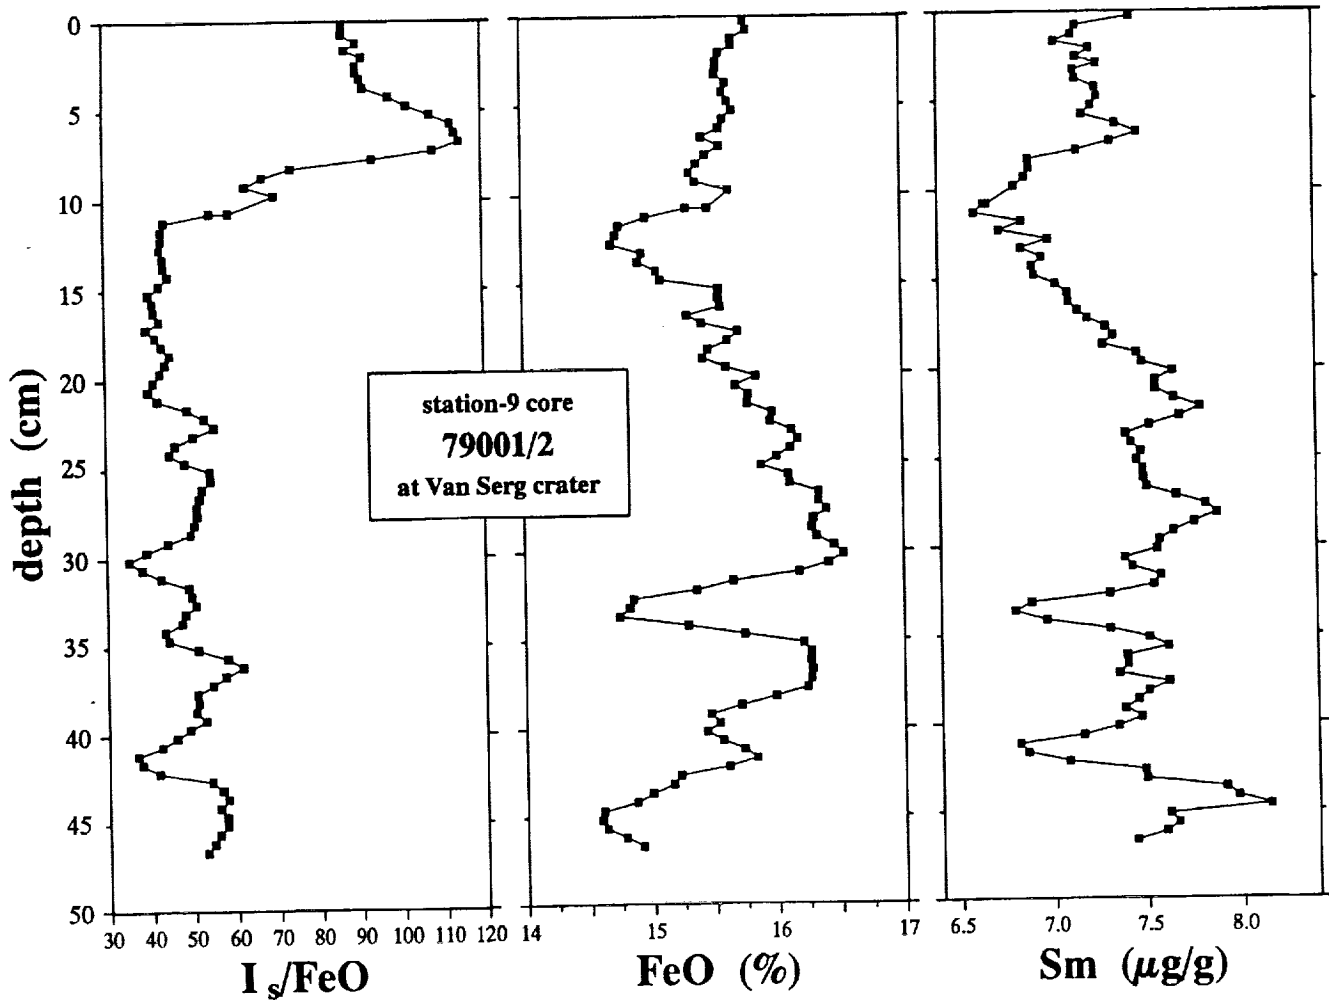 0
5
10
15
20
25
30
35
40
45
50
depth (cm)
station-9 core
79001/2
at Van Serg crater
30 40 50 60 70 80 90 100 110 120
14 15 16 17
6.5 7.0 7.5 8.0
I s/FeO
FeO (%)
Sm (μg/g)